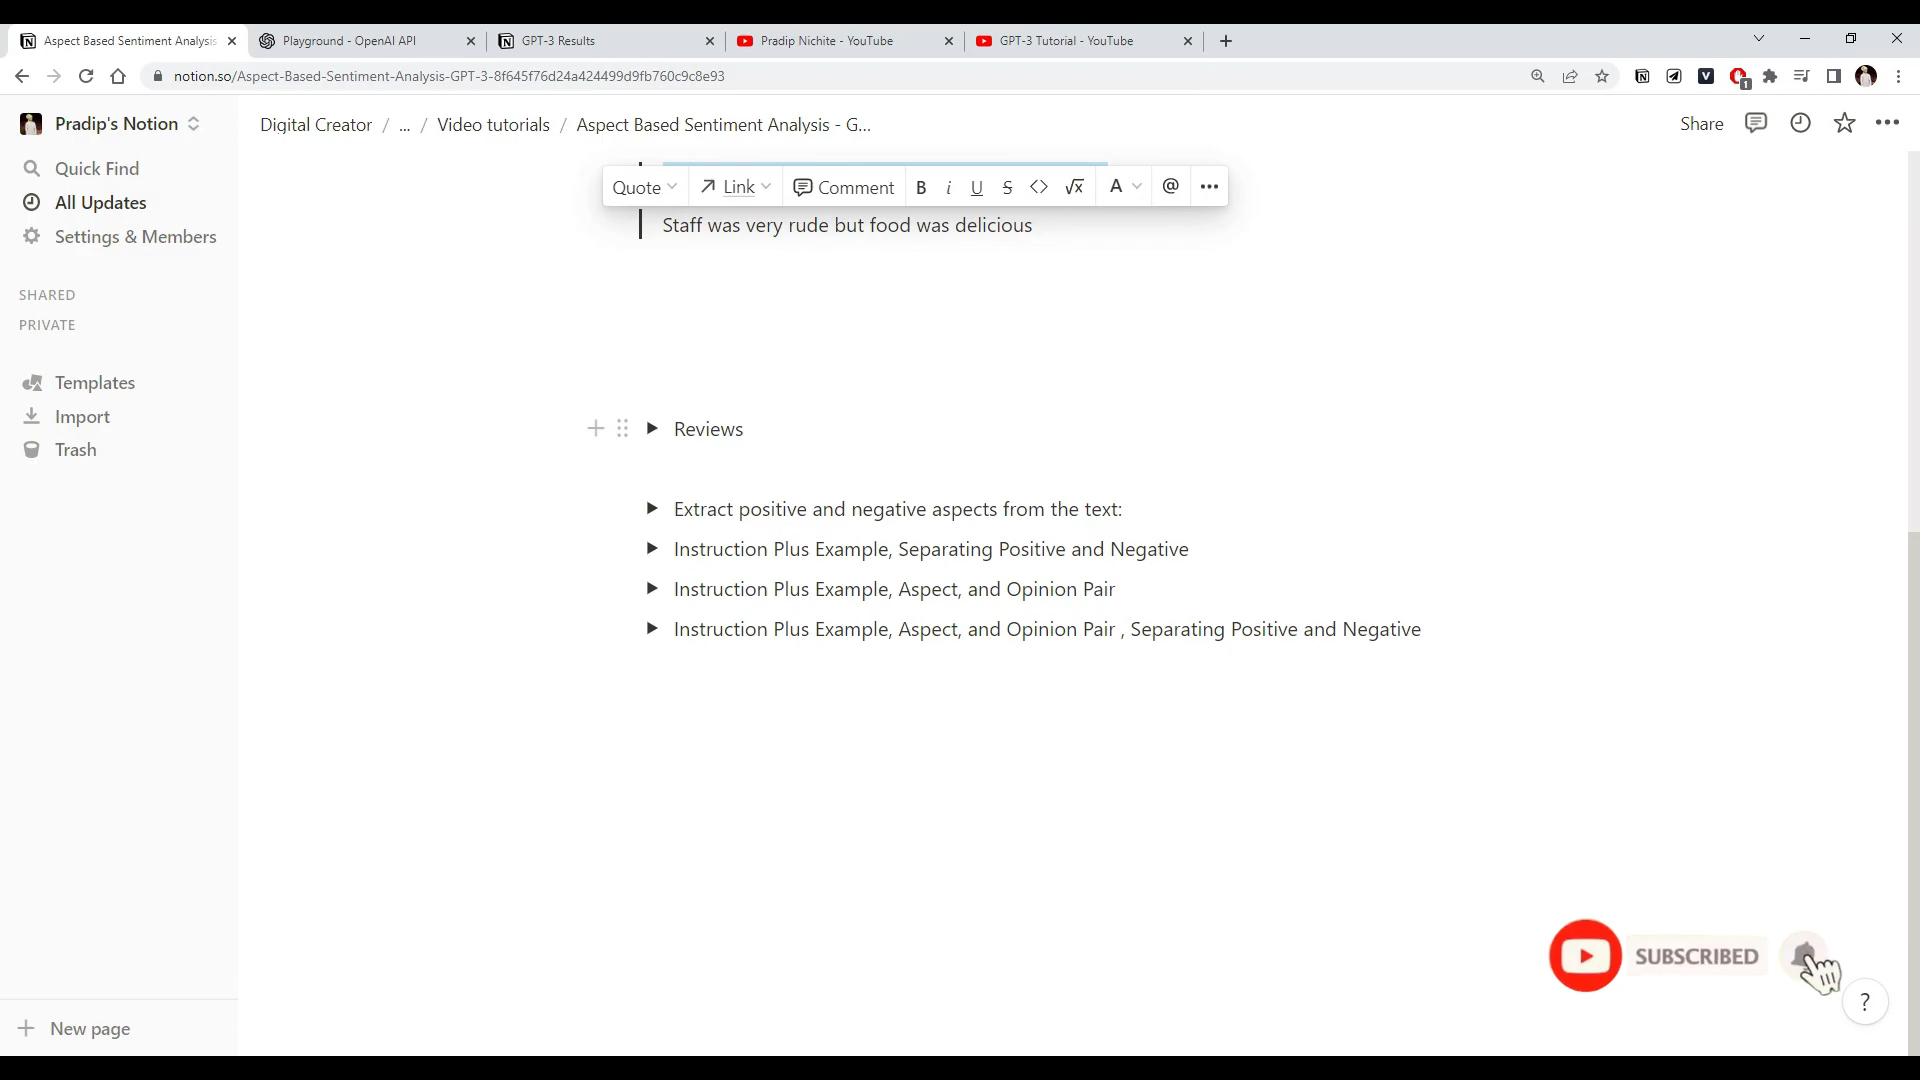 Aspect Based Sentiment Analysis
Playground - OpenAI API
GPT-3 Results
Pradip Nichite - YouTube
GPT-3 Tutorial - YouTube
notion.so/Aspect-Based-Sentiment-Analysis-GPT-3-8f645f76d24a424499d9fb760c9c8e93
1
Pradip's Notion
Digital Creator / ... / Video tutorials / Aspect Based Sentiment Analysis - G...
Share
Quick Find
All Updates
Settings & Members
SHARED
PRIVATE
Templates
Import
Trash
New page
Quote
Link
Comment
B i U S <> √x A @ •••
Staff was very rude but food was delicious
Reviews
Extract positive and negative aspects from the text:
Instruction Plus Example, Separating Positive and Negative
Instruction Plus Example, Aspect, and Opinion Pair
Instruction Plus Example, Aspect, and Opinion Pair , Separating Positive and Negative
SUBSCRIBED
?